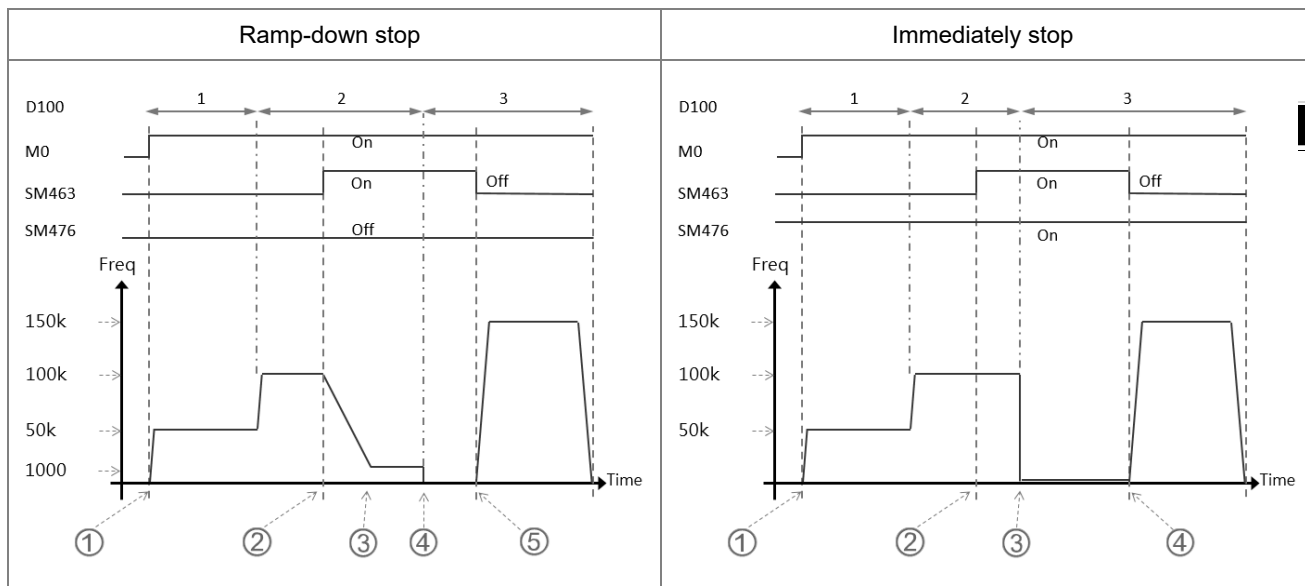 Ramp-down stop
Immediately stop
D100
1
2
3
M0
On
SM463
On
Off
SM476
Off
Freq
150k
100k
50k
1000
Time
①
②
③
④
⑤
D100
1
2
3
M0
On
SM463
On
Off
SM476
On
Freq
150k
100k
50k
Time
①
②
③
④